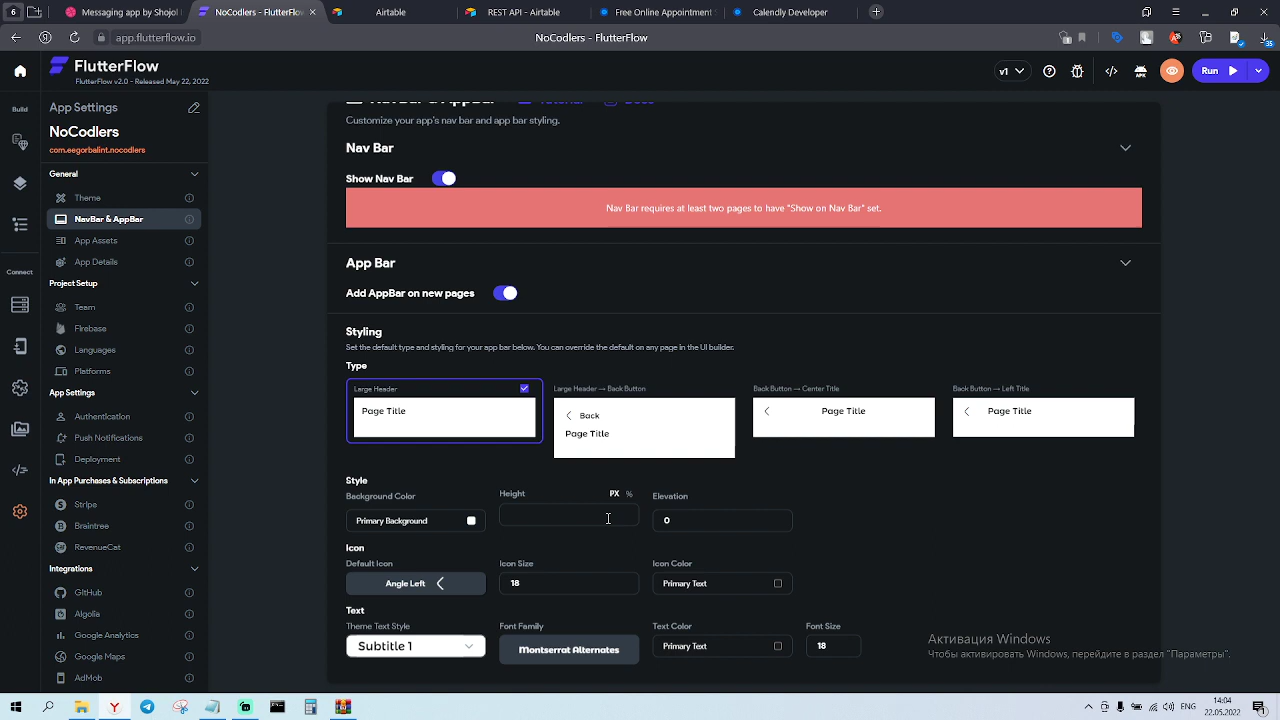 6
Messaging App by Shojol
NoCoders - FlutterFlow
Airtable
REST API - Airtable
Free Online Appointment
Calendly Developer
app.flutterflow.io
NoCoders - FlutterFlow
FlutterFlow
FlutterFlow v2.0 - Released May 22, 2022
v1
Run
Build
Connect
App Settings
NoCoders
com.eegorbalint.nocoders
General
Theme
Navbar & AppBar
App Assets
App Details
Project Setup
Team
Firebase
Languages
Platforms
App Settings
Authentication
Push Notifications
Deployment
In App Purchases & Subscriptions
Stripe
Braintree
RevenueCat
Integrations
GitHub
Algolia
Google Analytics
Google Maps
AdMob
Customize your app's nav bar and app bar styling.
Nav Bar
Show Nav Bar
Nav Bar requires at least two pages to have "Show on Nav Bar" set.
App Bar
Add AppBar on new pages
Styling
Set the default type and styling for your app bar below. You can override the default on any page in the UI builder.
Type
Large Header
Page Title
Large Header → Back Button
Back
Page Title
Back Button → Center Title
Page Title
Back Button → Left Title
Page Title
Style
Background Color
Primary Background
Height
PX %
Elevation
0
Icon
Default Icon
Angle Left
Icon Size
18
Icon Color
Primary Text
Text
Theme Text Style
Subtitle 1
Font Family
Montserrat Alternates
Text Color
Primary Text
Font Size
18
Активация Windows
Чтобы активировать Windows, перейдите в раздел "Параметры".
ENG
14:04
22.05.2022